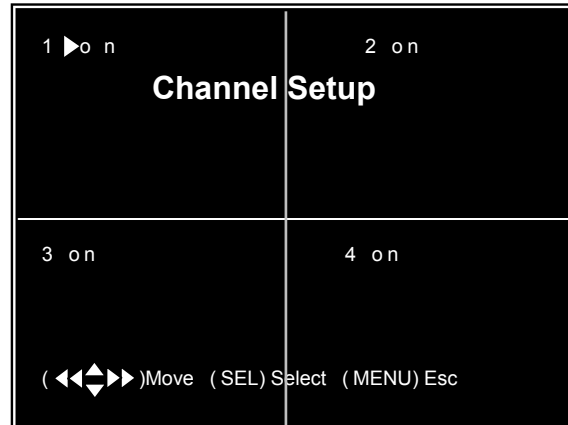 1 ▶o n 2 on
Channel Setup
3 on 4 on
( ◀◀▲▼▶▶ )Move ( SEL) Select ( MENU) Esc